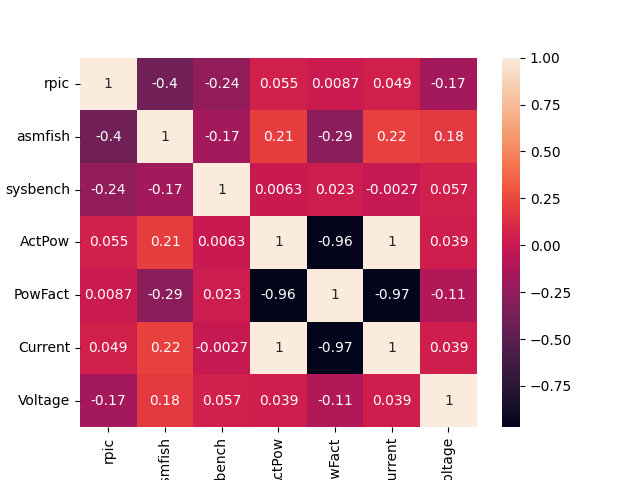 rpic 1 -0.4 -0.24 0.055 0.0087 0.049 -0.17
asmfish -0.4 1 -0.17 0.21 -0.29 0.22 0.18
sysbench -0.24 -0.17 1 0.0063 0.023 -0.0027 0.057
ActPow 0.055 0.21 0.0063 1 -0.96 1 0.039
PowFact 0.0087 -0.29 0.023 -0.96 1 -0.97 -0.11
Current 0.049 0.22 -0.0027 1 -0.97 1 0.039
Voltage -0.17 0.18 0.057 0.039 -0.11 0.039 1
rpic
smfish
bench
ctPow
wFact
urrent
oltage
1.00
0.75
0.50
0.25
0.00
−0.25
−0.50
−0.75